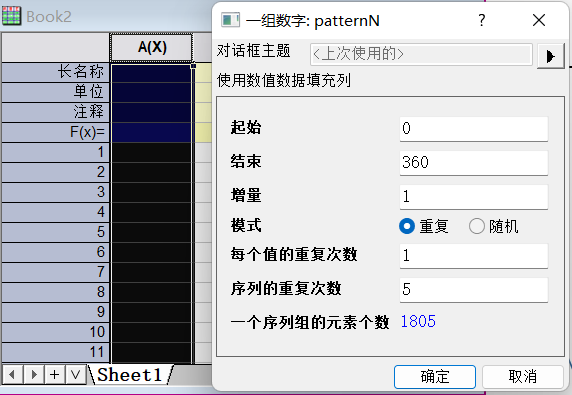 Book2
A(X)
长名称
单位
注释
F(x)=
1
2
3
4
5
6
7
8
9
10
11
Sheet1
一组数字: patternN
对话框主题 <上次使用的>
使用数值数据填充列
起始 0
结束 360
增量 1
模式 重复 随机
每个值的重复次数 1
序列的重复次数 5
一个序列组的元素个数 1805
确定 取消